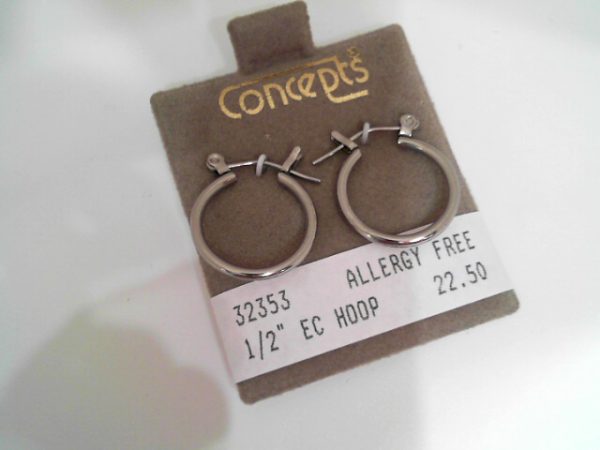 Concepts
32353 ALLERGY FREE
1/2" EC HOOP 22.50